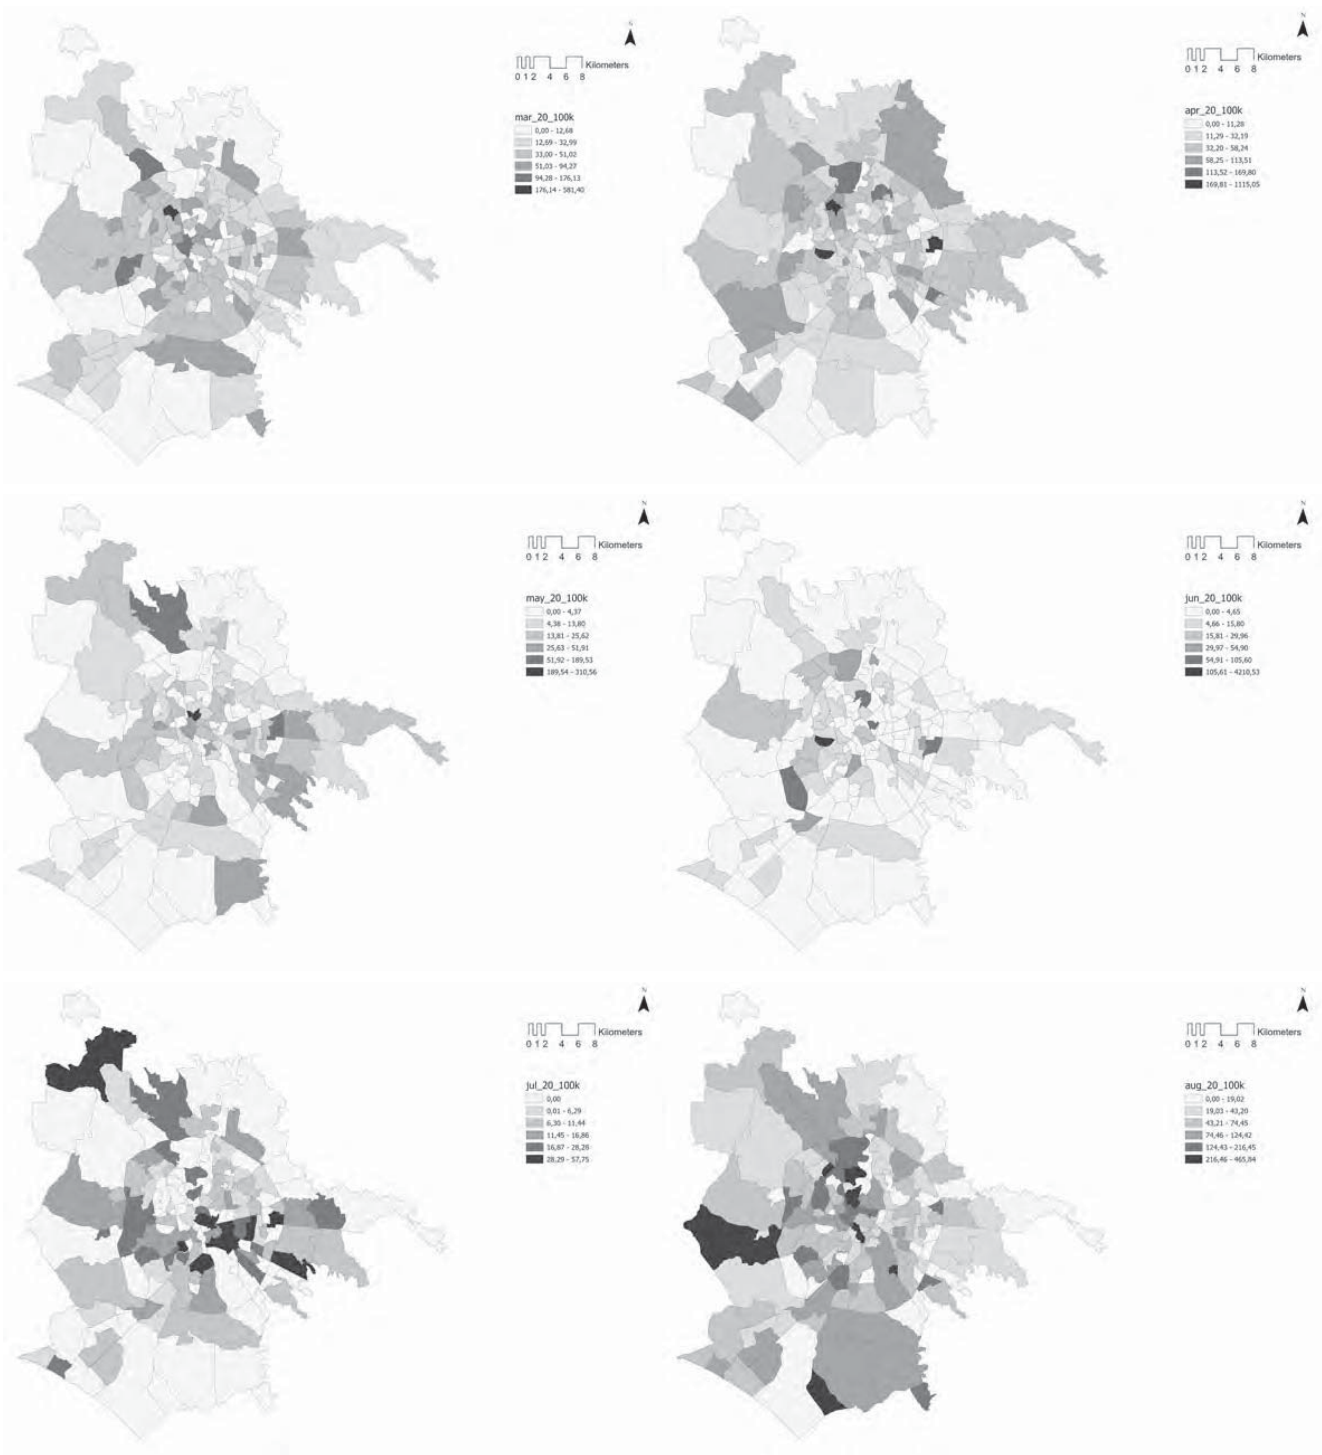 N
Kilometers
0 1 2 4 6 8
mar_20_100k
0,00 - 12,68
12,69 - 32,99
33,00 - 51,02
51,03 - 94,27
94,28 - 176,13
176,14 - 581,40
N
Kilometers
0 1 2 4 6 8
apr_20_100k
0,00 - 11,28
11,29 - 32,19
32,20 - 58,24
58,25 - 113,51
113,52 - 169,80
169,81 - 1115,05
N
Kilometers
0 1 2 4 6 8
may_20_100k
0,00 - 4,37
4,38 - 13,80
13,81 - 25,62
25,63 - 51,91
51,92 - 189,53
189,54 - 310,56
N
Kilometers
0 1 2 4 6 8
jun_20_100k
0,00 - 4,65
4,66 - 15,80
15,81 - 29,96
29,97 - 54,90
54,91 - 105,60
105,61 - 4210,53
N
Kilometers
0 1 2 4 6 8
jul_20_100k
0,00
0,01 - 6,29
6,30 - 11,44
11,45 - 16,86
16,87 - 28,28
28,29 - 57,75
N
Kilometers
0 1 2 4 6 8
aug_20_100k
0,00 - 19,02
19,03 - 43,20
43,21 - 74,45
74,46 - 124,42
124,43 - 216,45
216,46 - 465,84